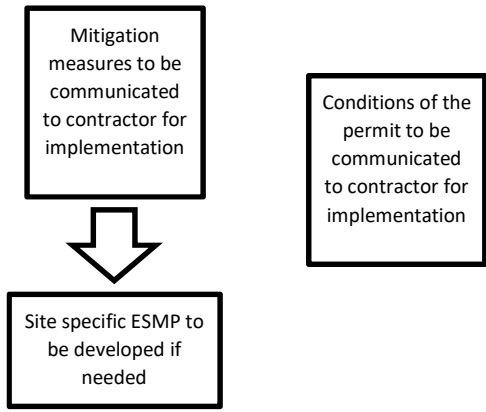 Mitigation
measures to be
communicated
to contractor for
implementation
Conditions of the
permit to be
communicated
to contractor for
implementation
Site specific ESMP to
be developed if
needed